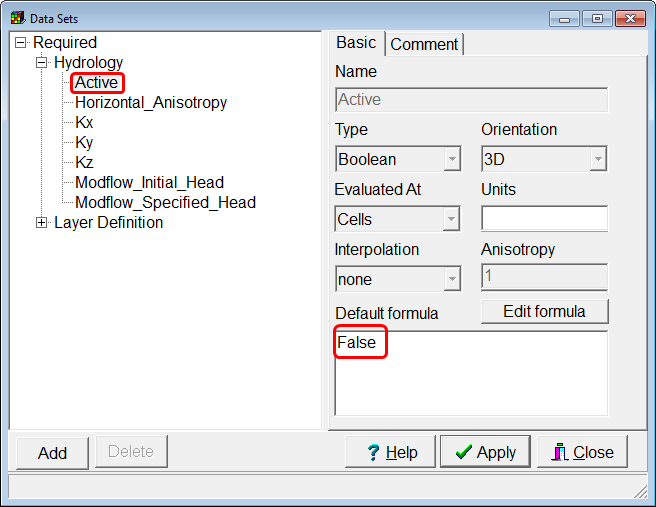 Data Sets
Required
Hydrology
Active
Horizontal_Anisotropy
Kx
Ky
Kz
Modflow_Initial_Head
Modflow_Specified_Head
Layer Definition
Basic
Comment
Name
Active
Type
Orientation
Boolean
3D
Evaluated At
Units
Cells
Interpolation
Anisotropy
none
1
Default formula
Edit formula
False
Add
Delete
? Help
Apply
Close